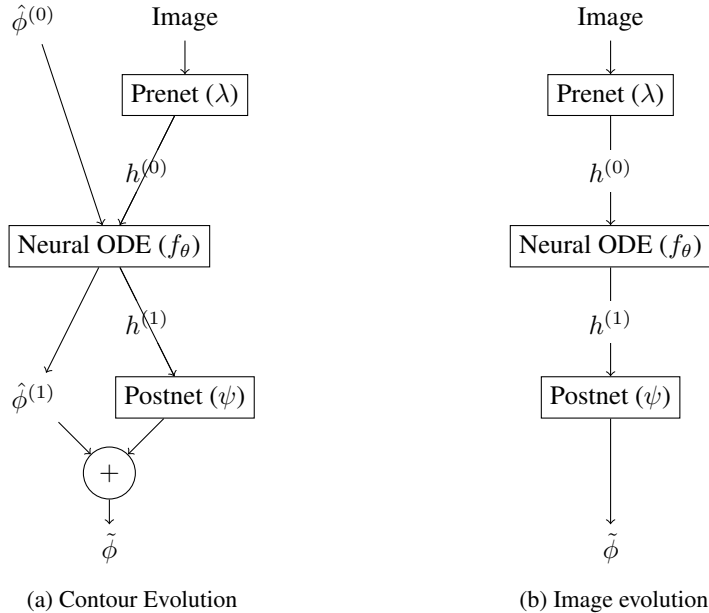 φ̂⁽⁰⁾
Image
Prenet (λ)
h⁽⁰⁾
Neural ODE (f_θ)
h⁽¹⁾
φ̂⁽¹⁾
Postnet (ψ)
+
φ̃
(a) Contour Evolution
Image
Prenet (λ)
h⁽⁰⁾
Neural ODE (f_θ)
h⁽¹⁾
Postnet (ψ)
φ̃
(b) Image evolution